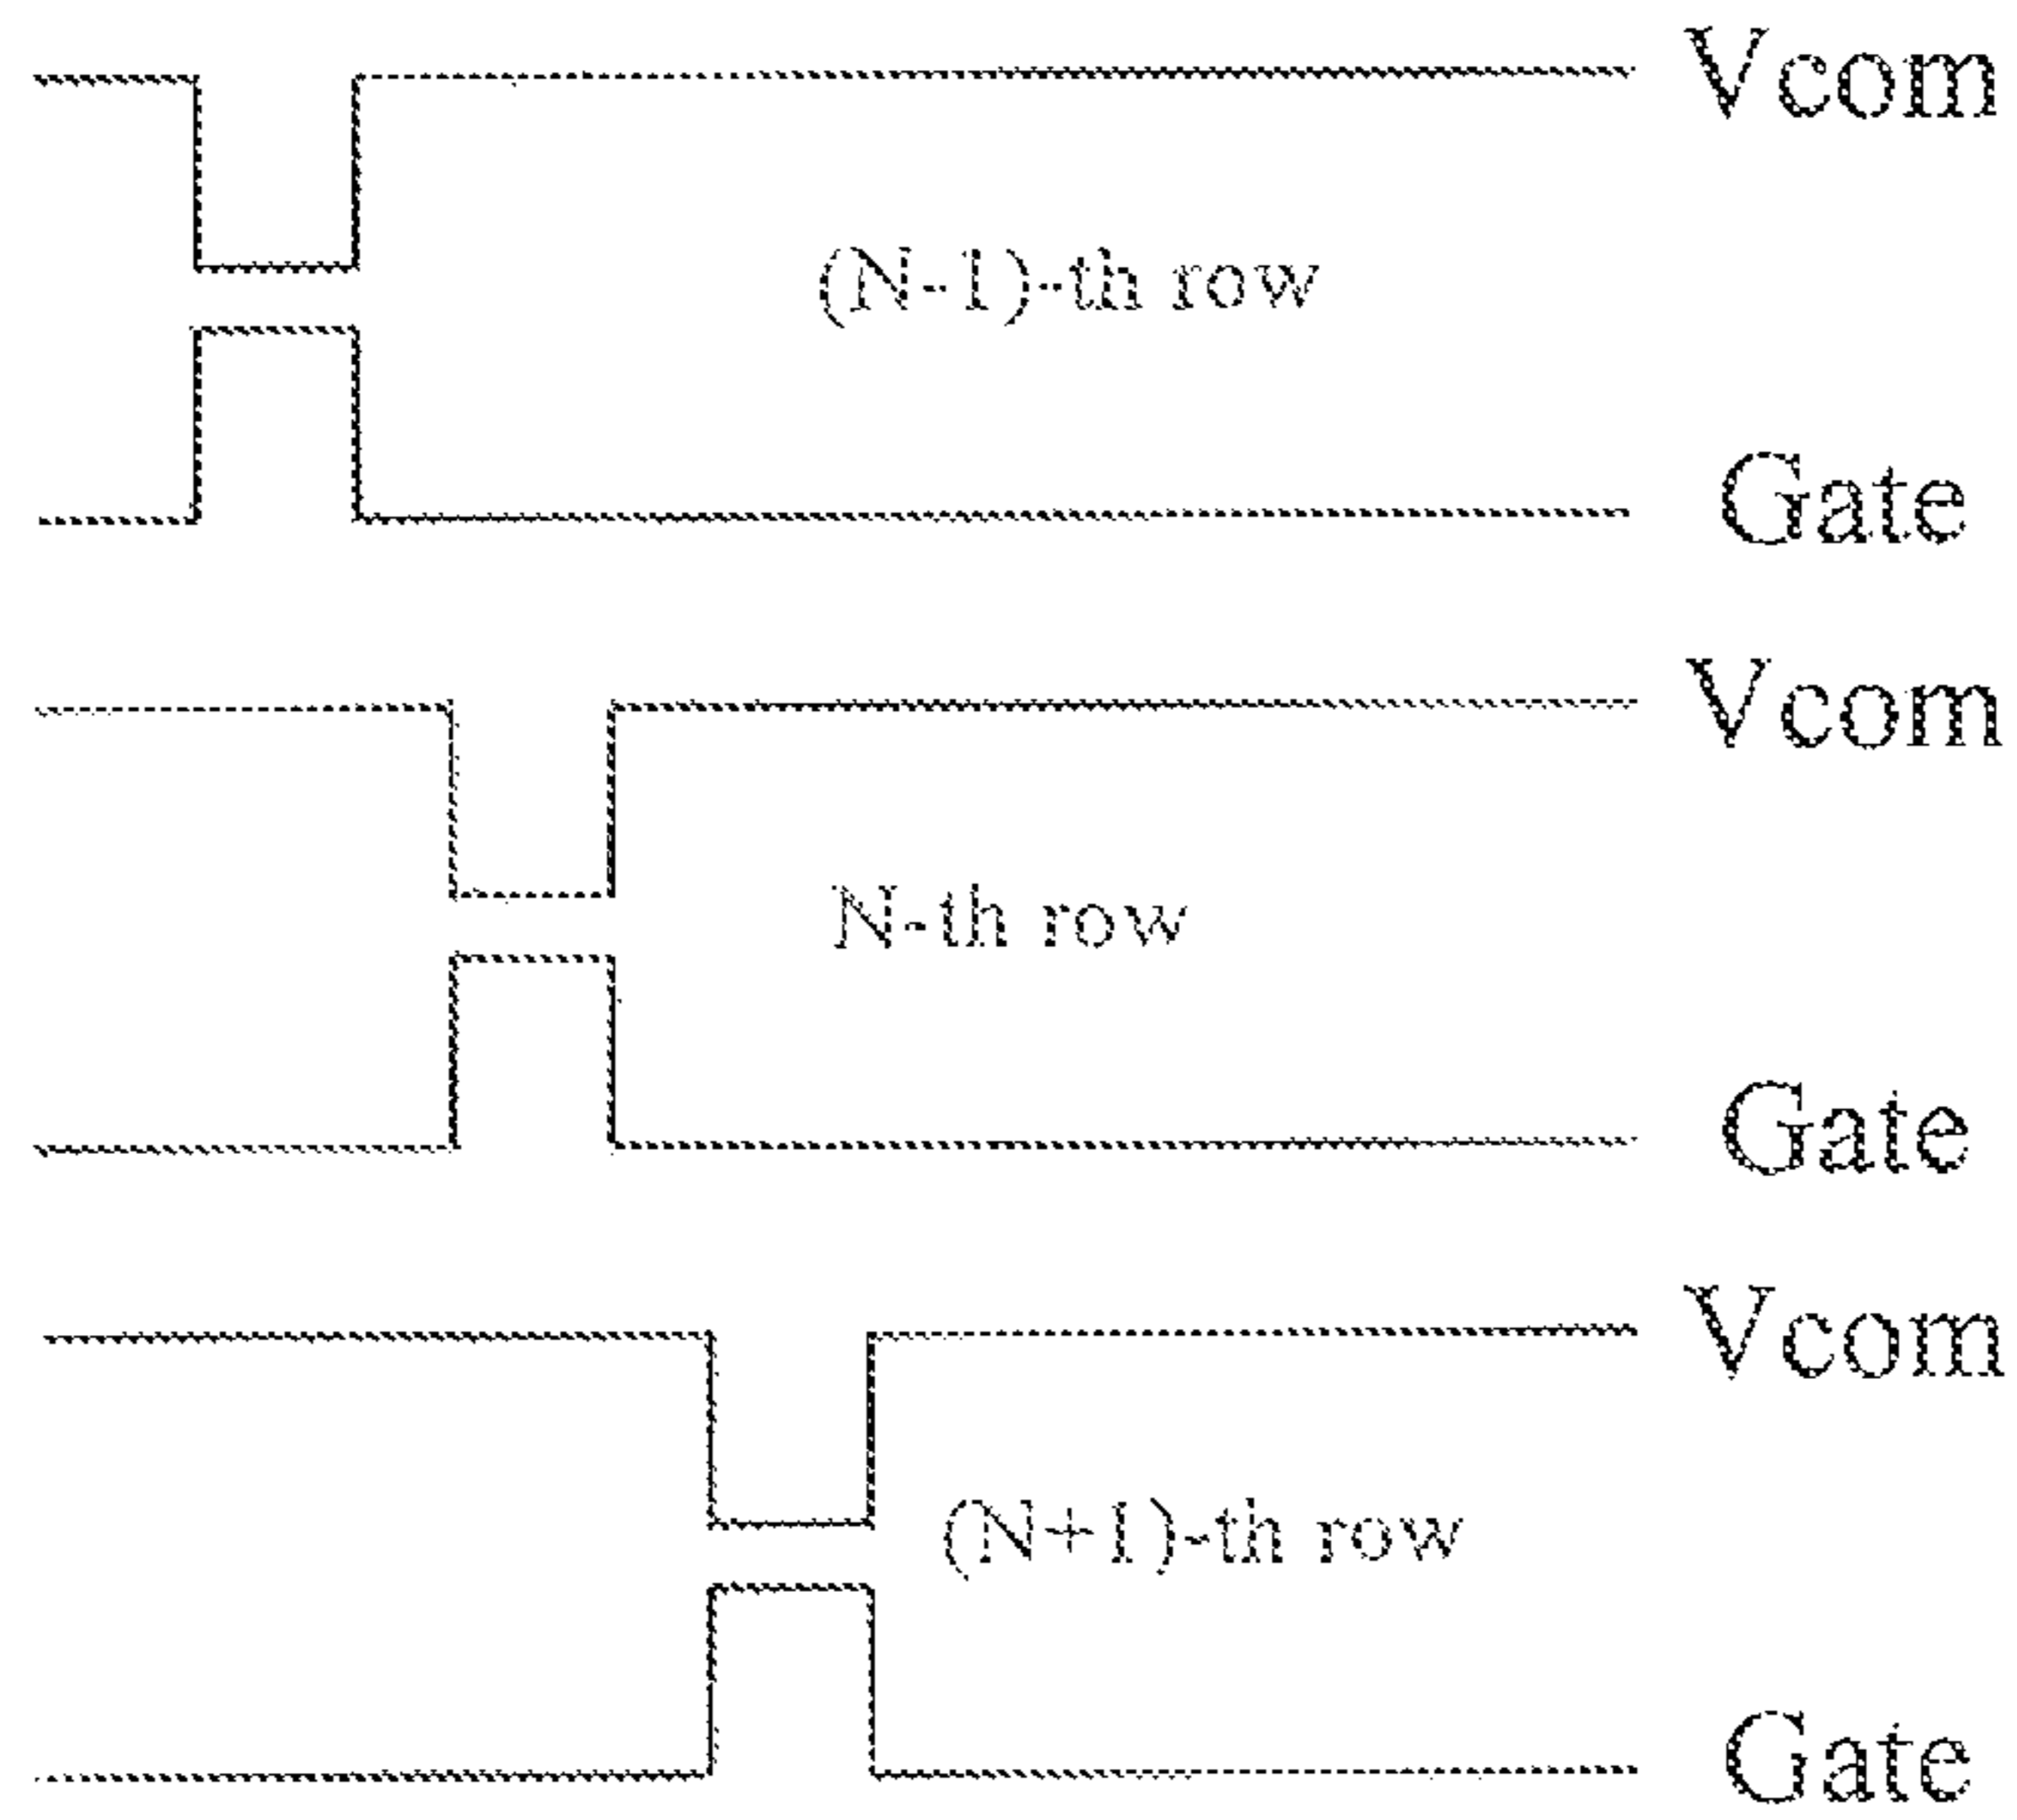 Vcom
(N-1)-th row
Gate
Vcom
N-th row
Gate
Vcom
(N+1)-th row
Gate